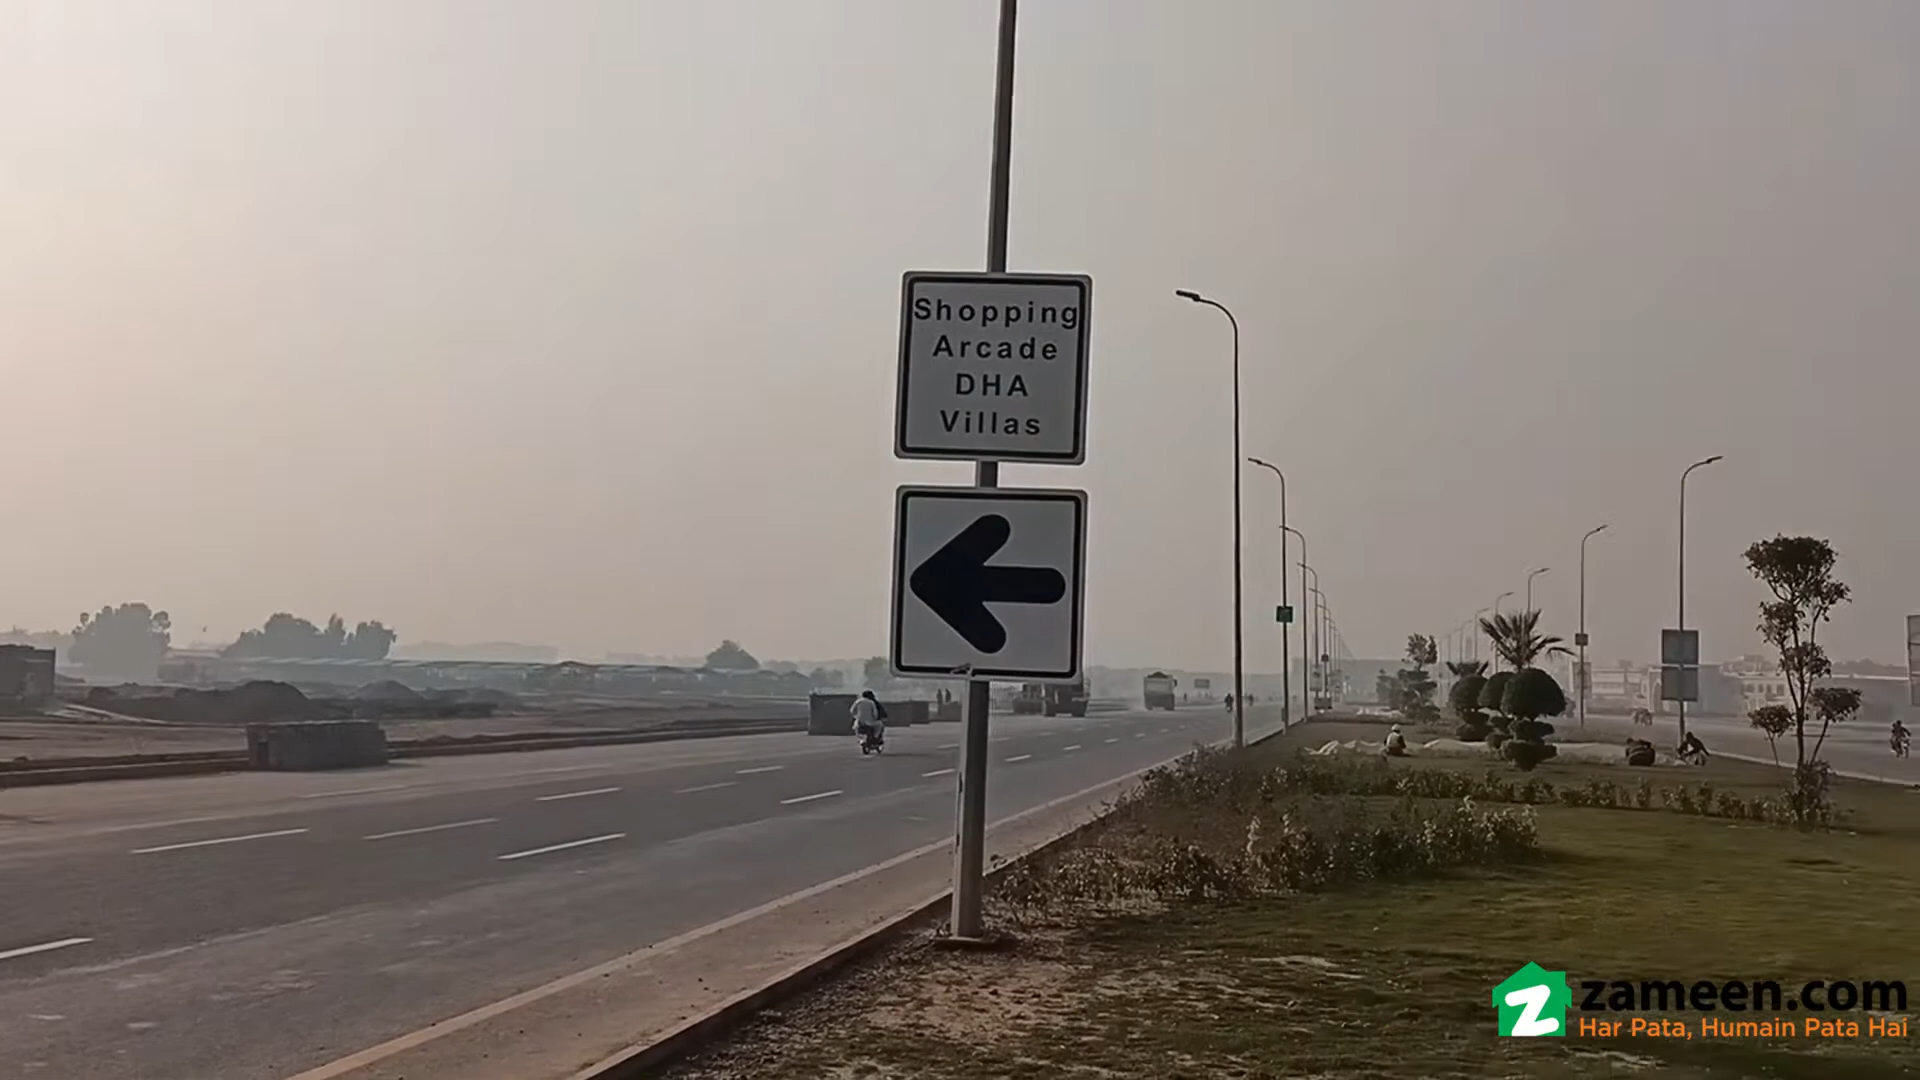 Shopping
Arcade
DHA
Villas
zameen.com
Har Pata, Humain Pata Hai